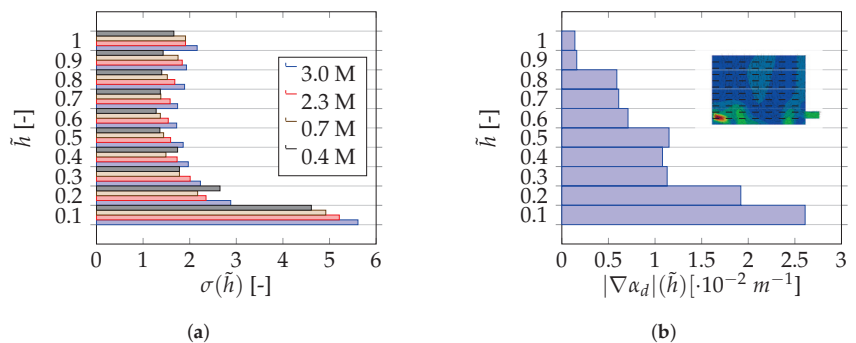 1
0.9
0.8
0.7
0.6
0.5
0.4
0.3
0.2
0.1
h̃ [-]
0 1 2 3 4 5 6
σ(h̃) [-]
3.0 M
2.3 M
0.7 M
0.4 M
(a)
1
0.9
0.8
0.7
0.6
0.5
0.4
0.3
0.2
0.1
h̃ [-]
0 0.5 1 1.5 2 2.5 3
|∇α_d|(h̃)[·10⁻² m⁻¹]
(b)